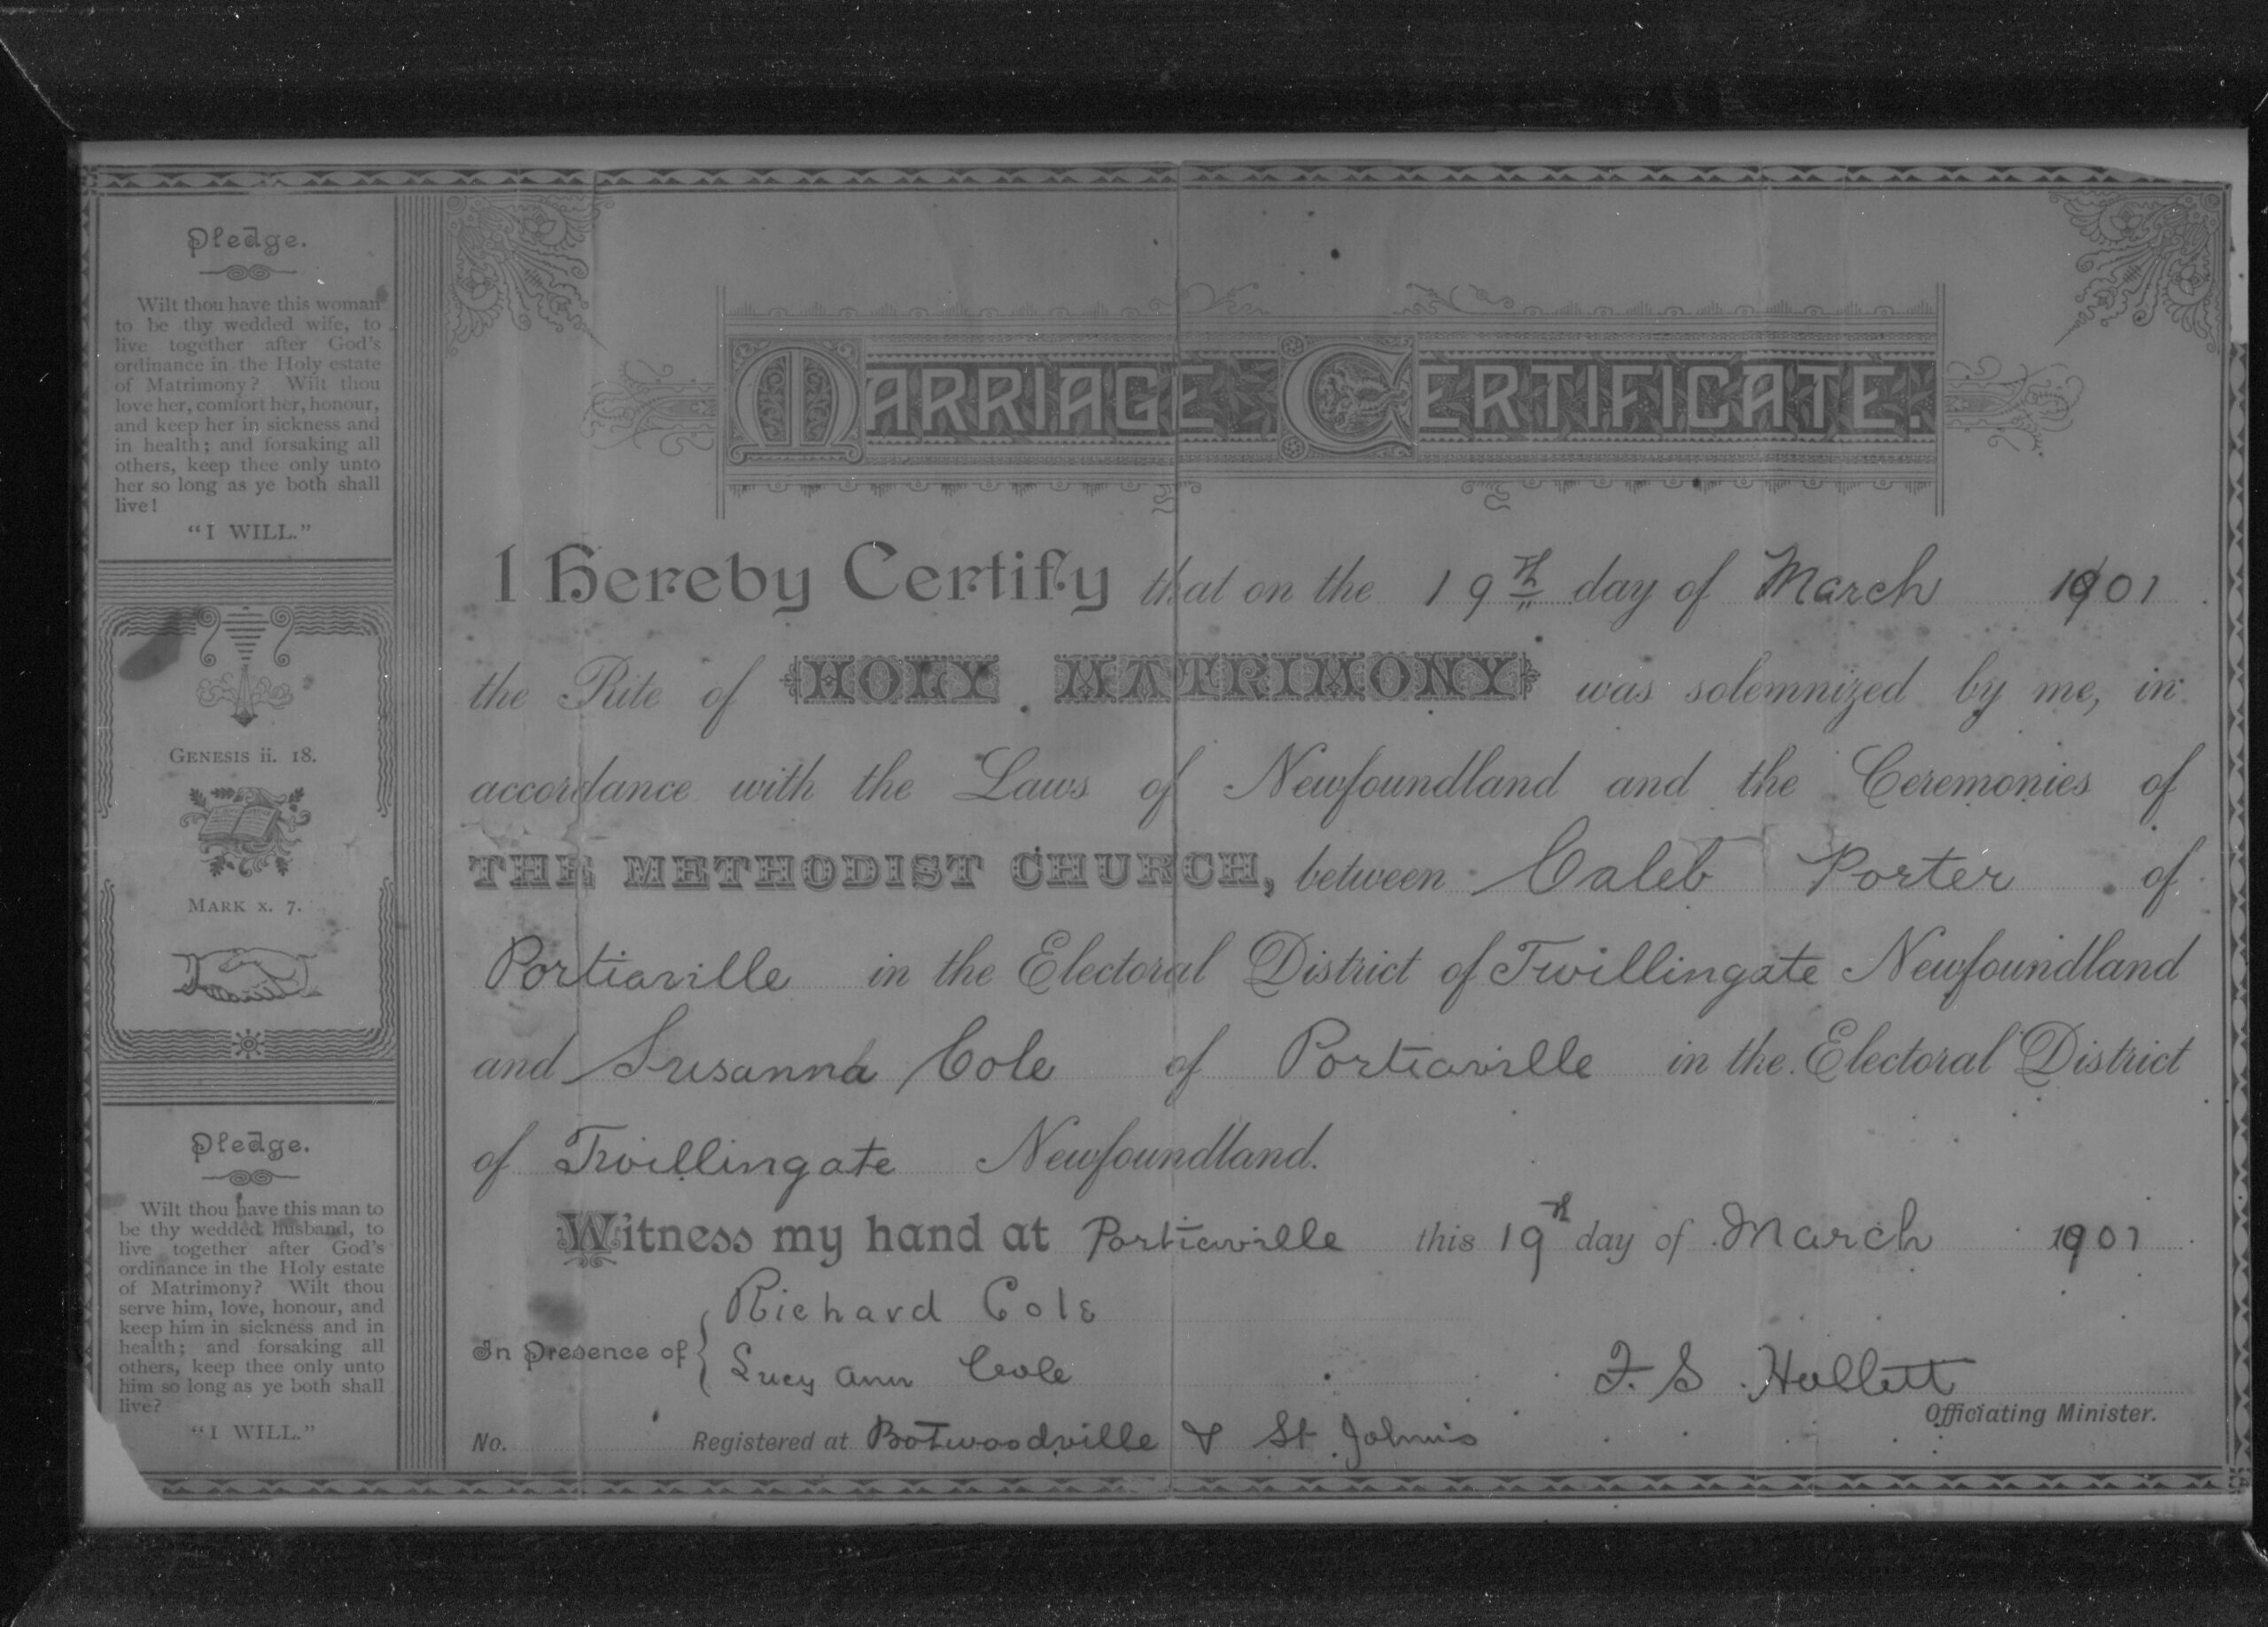 Pledge.
Wilt thou have this woman
to be thy wedded wife, to
live together after God's
ordinance in the Holy estate
of Matrimony? Wilt thou
love her, comfort her, honour,
and keep her in sickness and
in health; and forsaking all
others, keep thee only unto
her so long as ye both shall
live!
"I WILL."
GENESIS ii. 18.
MARK x. 7.
Pledge.
Wilt thou have this man to
be thy wedded husband, to
live together after God's
ordinance in the Holy estate
of Matrimony? Wilt thou
serve him, love, honour, and
keep him in sickness and in
health; and forsaking all
others, keep thee only unto
him so long as ye both shall
live?
"I WILL."
MARRIAGE CERTIFICATE.
I Hereby Certify that on the 19th day of March 1901
the Rite of HOLY MATRIMONY was solemnized by me, in
accordance with the Laws of Newfoundland and the Ceremonies of
THE METHODIST CHURCH, between Caleb Porter of
Portiaville in the Electoral District of Twillingate Newfoundland
and Susanna Cole of Portiaville in the Electoral District
of Twillingate Newfoundland.
Witness my hand at Portiaville this 19th day of March 1901
In Presence of { Richard Cole
Lucy Ann Cole
F. S. Hollett
Officiating Minister.
No. Registered at Botwoodville & St. John's